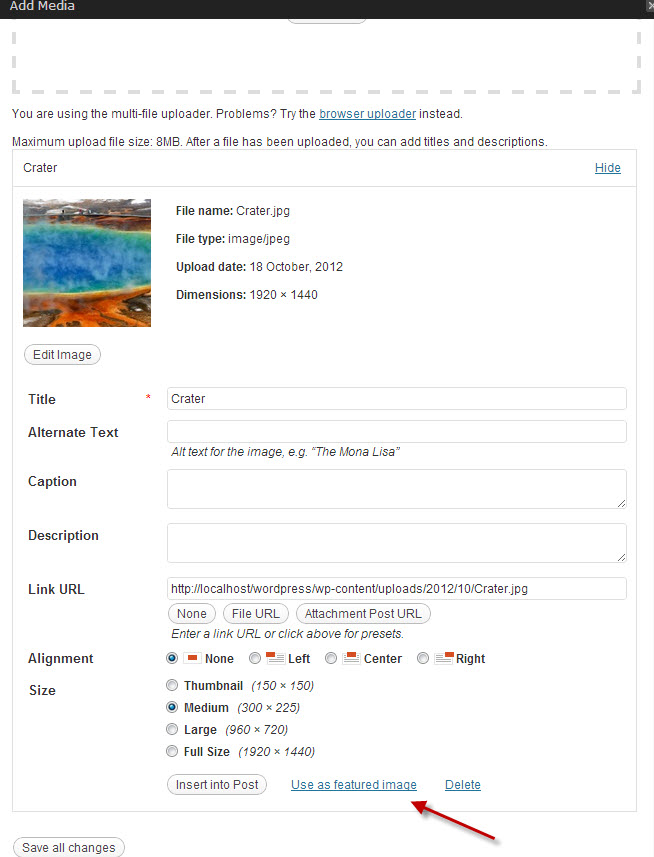 Add Media
You are using the multi-file uploader. Problems? Try the browser uploader instead.
Maximum upload file size: 8MB. After a file has been uploaded, you can add titles and descriptions.
Crater Hide
File name: Crater.jpg
File type: image/jpeg
Upload date: 18 October, 2012
Dimensions: 1920 × 1440
Edit Image
Title * Crater
Alternate Text
Alt text for the image, e.g. “The Mona Lisa”
Caption
Description
Link URL http://localhost/wordpress/wp-content/uploads/2012/10/Crater.jpg
None File URL Attachment Post URL
Enter a link URL or click above for presets.
Alignment None Left Center Right
Size Thumbnail (150 × 150)
Medium (300 × 225)
Large (960 × 720)
Full Size (1920 × 1440)
Insert into Post Use as featured image Delete
Save all changes